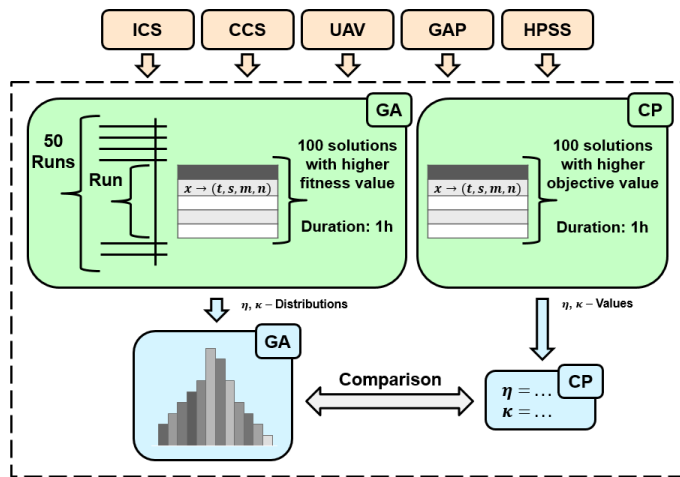 ICS
CCS
UAV
GAP
HPSS
GA
50
Runs
Run
x → (t, s, m, n)
100 solutions
with higher
fitness value
Duration: 1h
CP
x → (t, s, m, n)
100 solutions
with higher
objective value
Duration: 1h
η, κ – Distributions
η, κ – Values
GA
Comparison
CP
η = …
κ = …